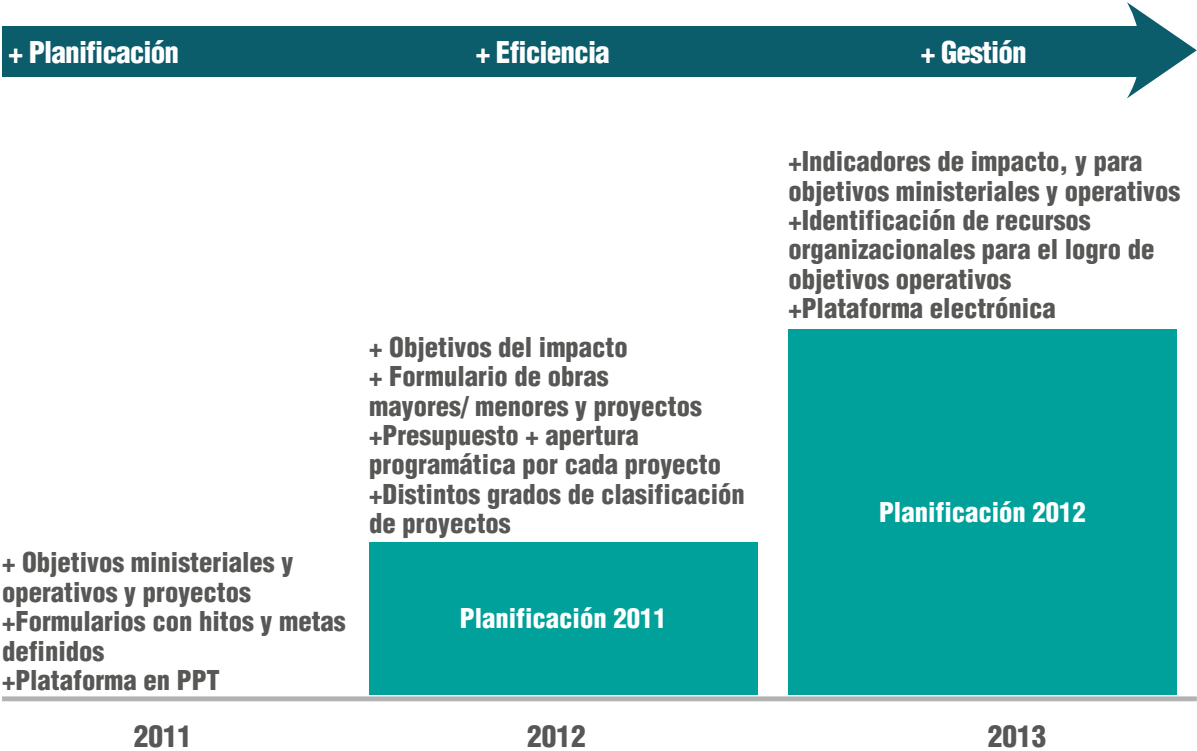 + Planificación
+ Eficiencia
+ Gestión
+ Objetivos ministeriales y
operativos y proyectos
+Formularios con hitos y metas
definidos
+Plataforma en PPT
+ Objetivos del impacto
+ Formulario de obras
mayores/ menores y proyectos
+Presupuesto + apertura
programática por cada proyecto
+Distintos grados de clasificación
de proyectos
Planificación 2011
+Indicadores de impacto, y para
objetivos ministeriales y operativos
+Identificación de recursos
organizacionales para el logro de
objetivos operativos
+Plataforma electrónica
Planificación 2012
2011
2012
2013